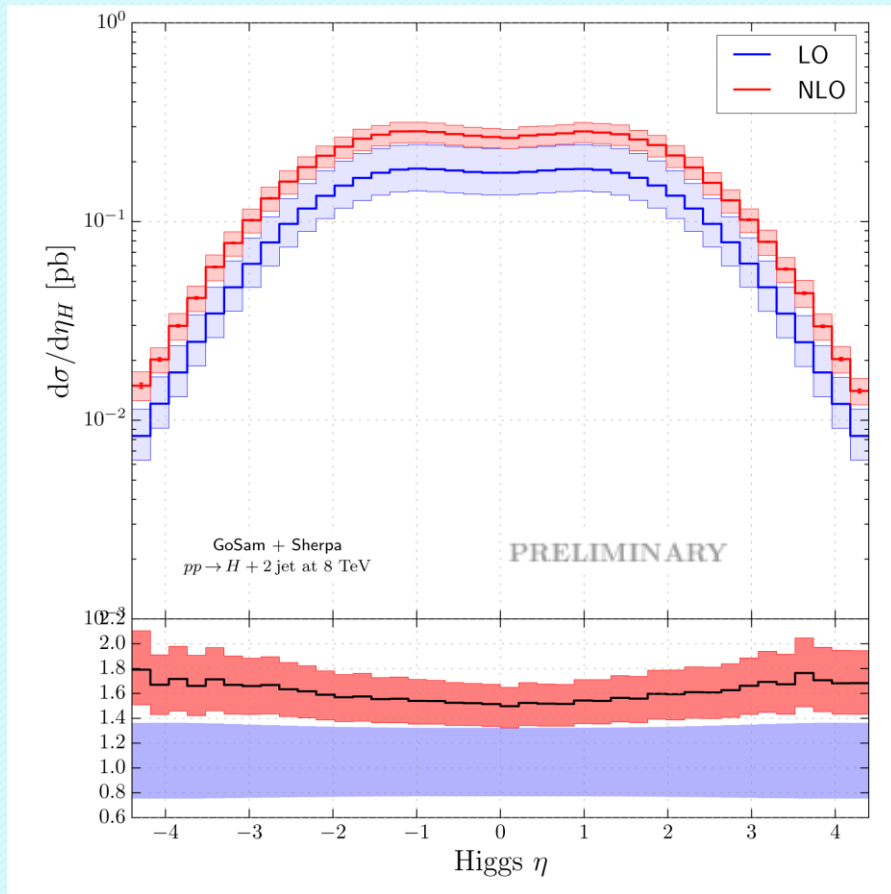 10⁰
LO
NLO
10⁻¹
dσ/dη_H [pb]
10⁻²
GoSam + Sherpa
pp → H + 2 jet at 8 TeV
PRELIMINARY
10⁻³
2.2
2.0
1.8
1.6
1.4
1.2
1.0
0.8
0.6
−4 −3 −2 −1 0 1 2 3 4
Higgs η